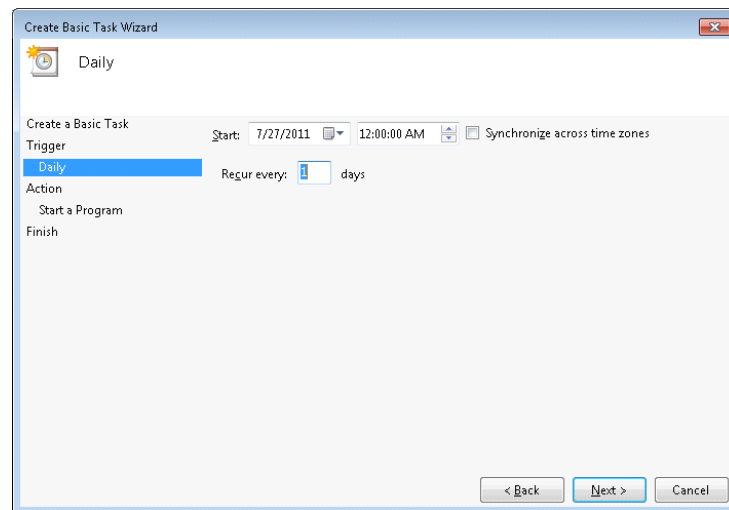 Create Basic Task Wizard
Daily
Create a Basic Task
Trigger
Daily
Action
Start a Program
Finish
Start: 7/27/2011 12:00:00 AM Synchronize across time zones
Recur every: 1 days
< Back Next > Cancel